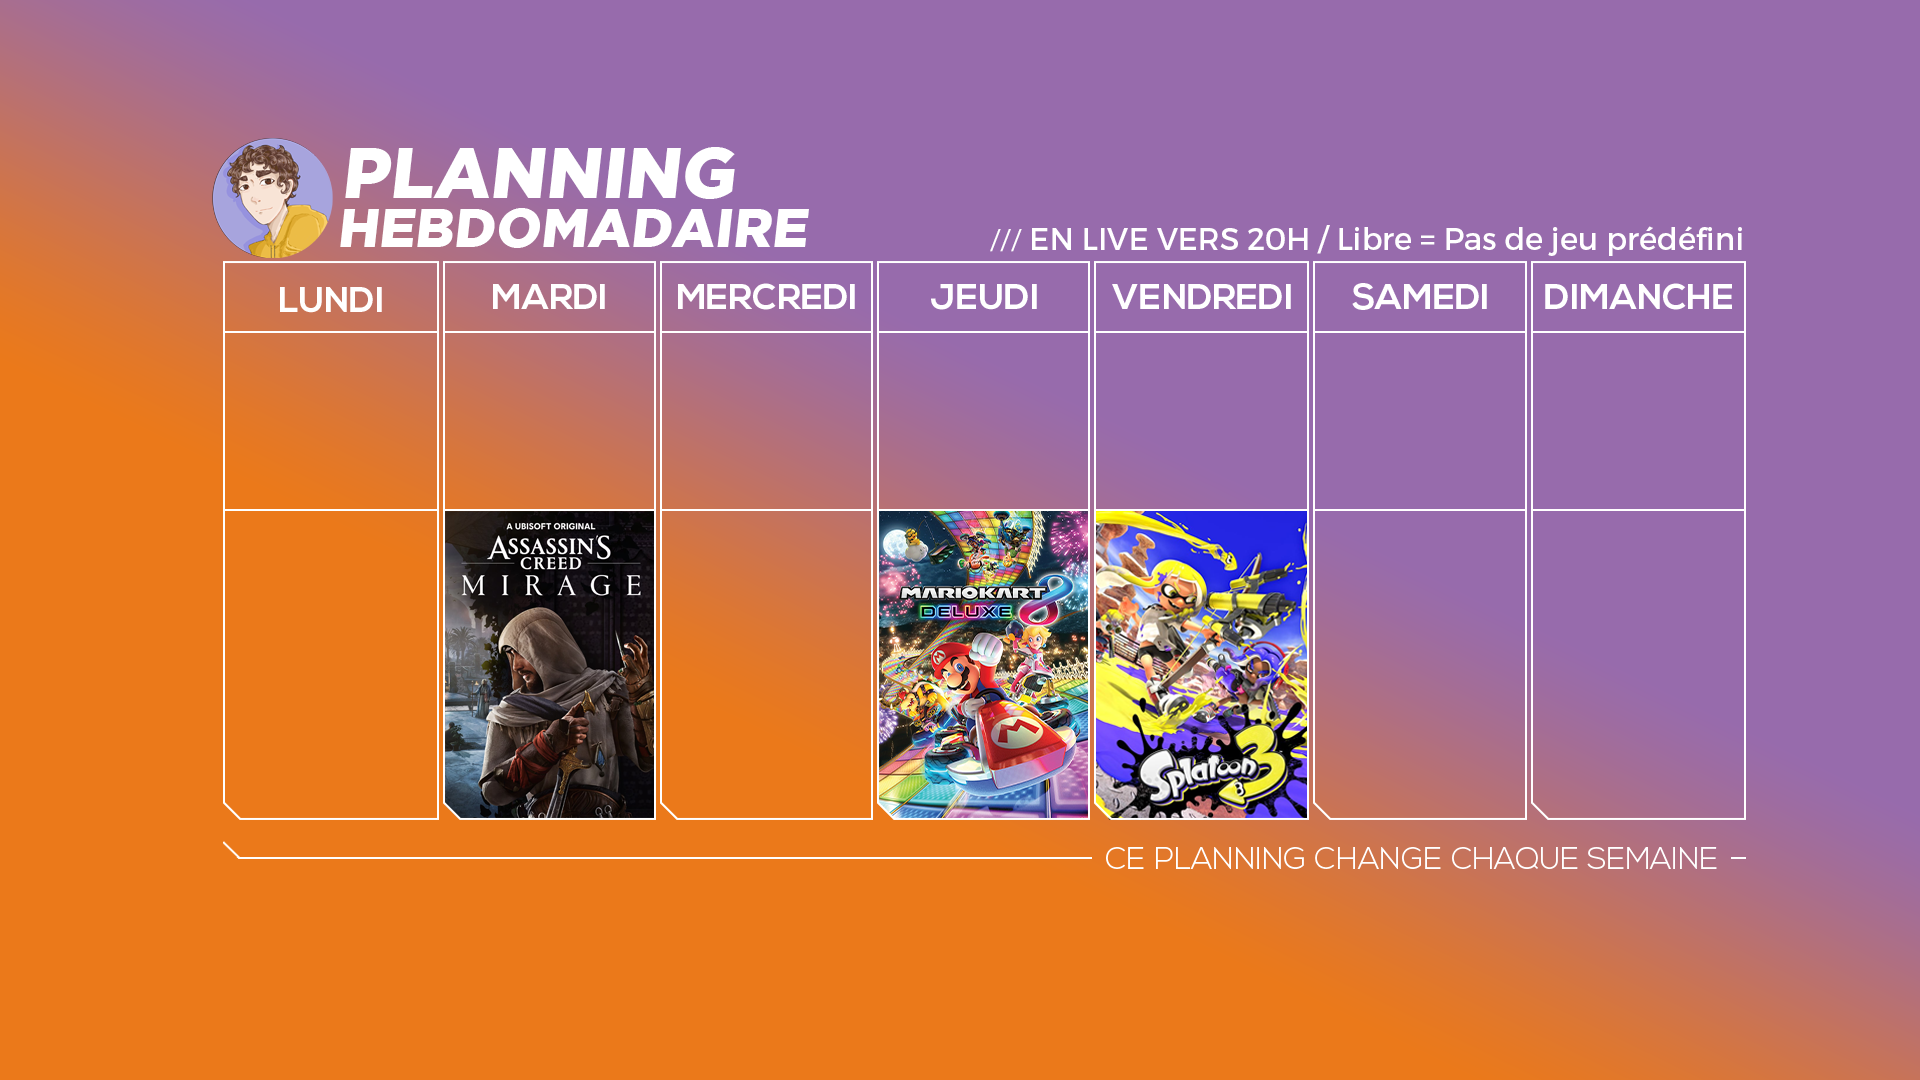 PLANNING
HEBDOMADAIRE
/// EN LIVE VERS 20H / Libre = Pas de jeu prédéfini
LUNDI
MARDI
MERCREDI
JEUDI
VENDREDI
SAMEDI
DIMANCHE
A UBISOFT ORIGINAL
ASSASSIN'S
CREED
MIRAGE
MARIOKART 8
DELUXE
M
M
Splatoon 3
CE PLANNING CHANGE CHAQUE SEMAINE